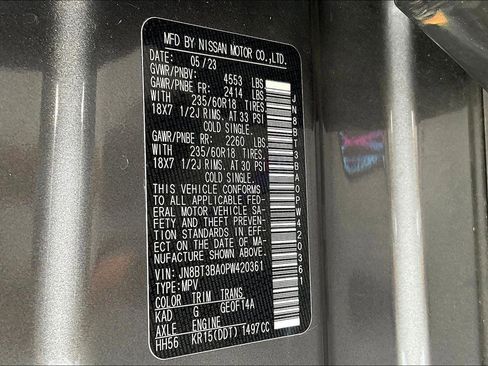 MFD BY NISSAN MOTOR CO.,LTD.
DATE: 05/23
GVWR/PNBV: 4553 LBS
GAWR/PNBE FR: 2414 LBS
WITH 235/60R18 TIRES
18X7 1/2J RIMS. AT 33 PSI
COLD SINGLE.
GAWR/PNBE RR: 2260 LBS
WITH 235/60R18 TIRES.
18X7 1/2J RIMS. AT 30 PSI
COLD SINGLE.
THIS VEHICLE CONFORMS
TO ALL APPLICABLE FED-
ERAL MOTOR VEHICLE SA-
FETY AND THEFT PREVEN-
TION STANDARDS IN EFF-
ECT ON THE DATE OF MA-
NUFACTURE SHOWN ABOVE.
VIN: JN8BT3BA0PW420361
TYPE: MPV
COLOR TRIM TRANS
KAD G GE0FT4A
AXLE ENGINE
HH56 KR15(DDT) 1497CC
JN8BT3BA0PW420361